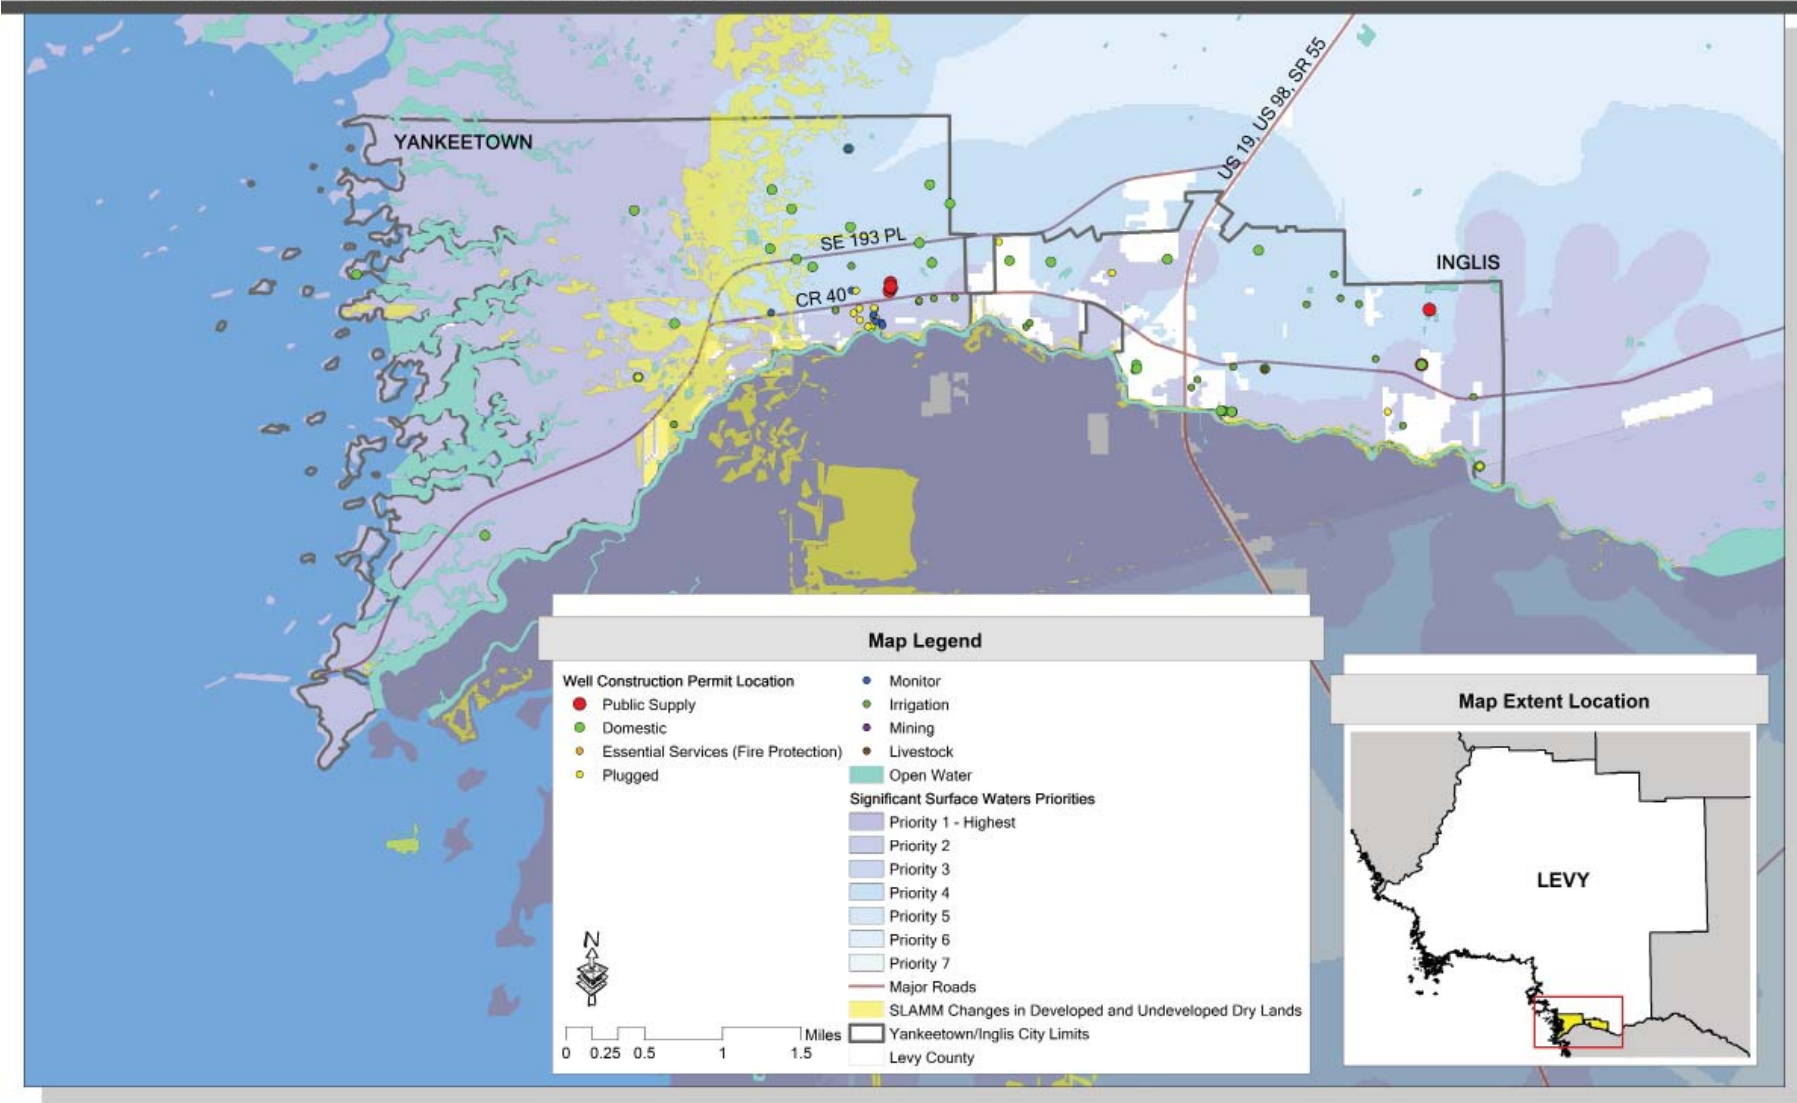 YANKEETOWN
US 19, US 98, SR 55
SE 193 PL
INGLIS
CR 40
Map Legend
Well Construction Permit Location
Public Supply
Domestic
Essential Services (Fire Protection)
Plugged
Monitor
Irrigation
Mining
Livestock
Open Water
Significant Surface Waters Priorities
Priority 1 - Highest
Priority 2
Priority 3
Priority 4
Priority 5
Priority 6
Priority 7
Major Roads
SLAMM Changes in Developed and Undeveloped Dry Lands
Yankeetown/Inglis City Limits
Levy County
N
Miles
0 0.25 0.5 1 1.5
Map Extent Location
LEVY